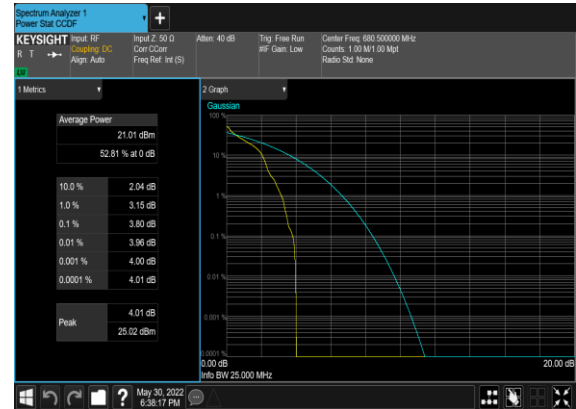 Spectrum Analyzer 1
Power Stat CCDF
KEYSIGHT Input: RF Input Z: 50 Ω Atten: 40 dB Trig: Free Run Center Freq: 680.500000 MHz
R T Coupling: DC Corr CCorr #IF Gain: Low Counts: 1.00 M/1.00 Mpt
Align: Auto Freq Ref: Int (S) Radio Std: None
LXI
1 Metrics
2 Graph
Average Power
21.01 dBm
52.81 % at 0 dB
10.0 % 2.04 dB
1.0 % 3.15 dB
0.1 % 3.80 dB
0.01 % 3.96 dB
0.001 % 4.00 dB
0.0001 % 4.01 dB
Peak
4.01 dB
25.02 dBm
Gaussian
100 %
10 %
1 %
0.1 %
0.01 %
0.001 %
0.0001 %
0.00 dB 20.00 dB
Info BW 25.000 MHz
? May 30, 2022
6:38:17 PM